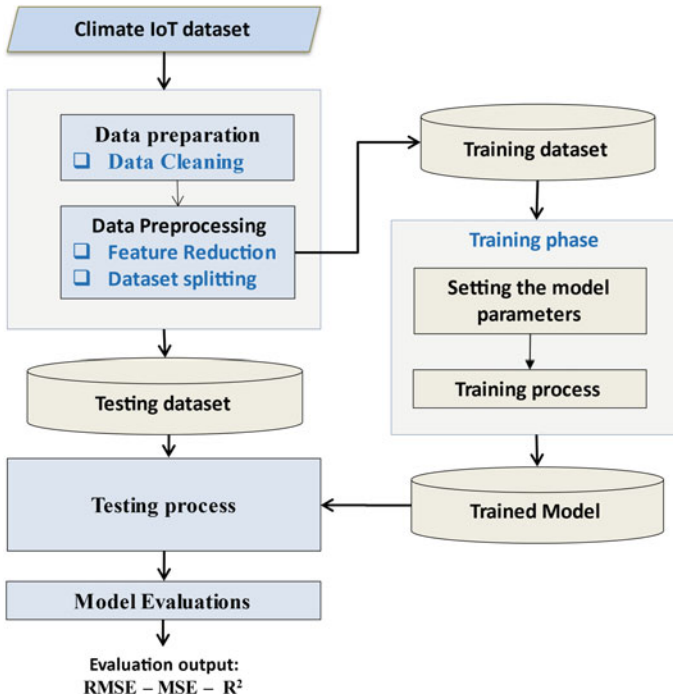 Climate IoT dataset
Data preparation
❑ Data Cleaning
Data Preprocessing
❑ Feature Reduction
❑ Dataset splitting
Training dataset
Training phase
Setting the model
parameters
Training process
Testing dataset
Trained Model
Testing process
Model Evaluations
Evaluation output:
RMSE – MSE – R²